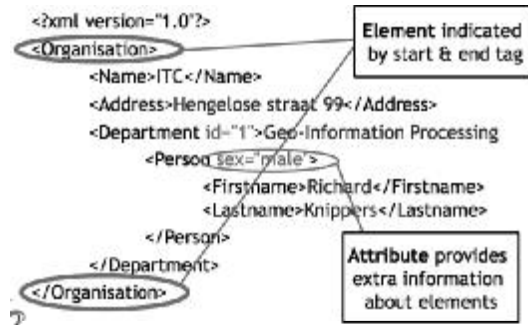 <?xml version="1.0"?>
<Organisation>
<Name>ITC</Name>
<Address>Hengelose straat 99</Address>
<Department id="1">Geo-Information Processing
<Person sex="male">
<Firstname>Richard</Firstname>
<Lastname>Knippers</Lastname>
</Person>
</Department>
</Organisation>
Element indicated
by start & end tag
Attribute provides
extra information
about elements